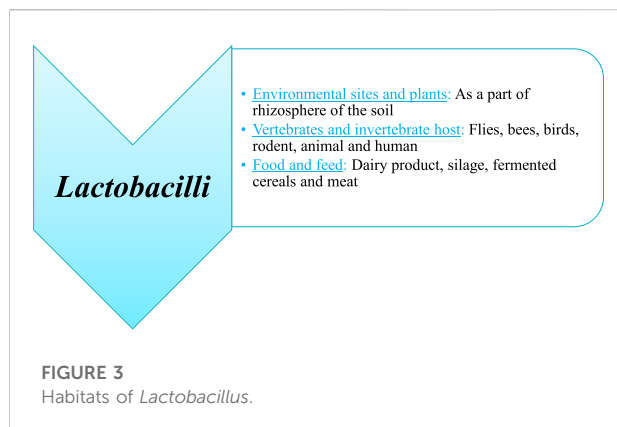 Lactobacilli
• Environmental sites and plants: As a part of
rhizosphere of the soil
• Vertebrates and invertebrate host: Flies, bees, birds,
rodent, animal and human
• Food and feed: Dairy product, silage, fermented
cereals and meat
FIGURE 3
Habitats of Lactobacillus.